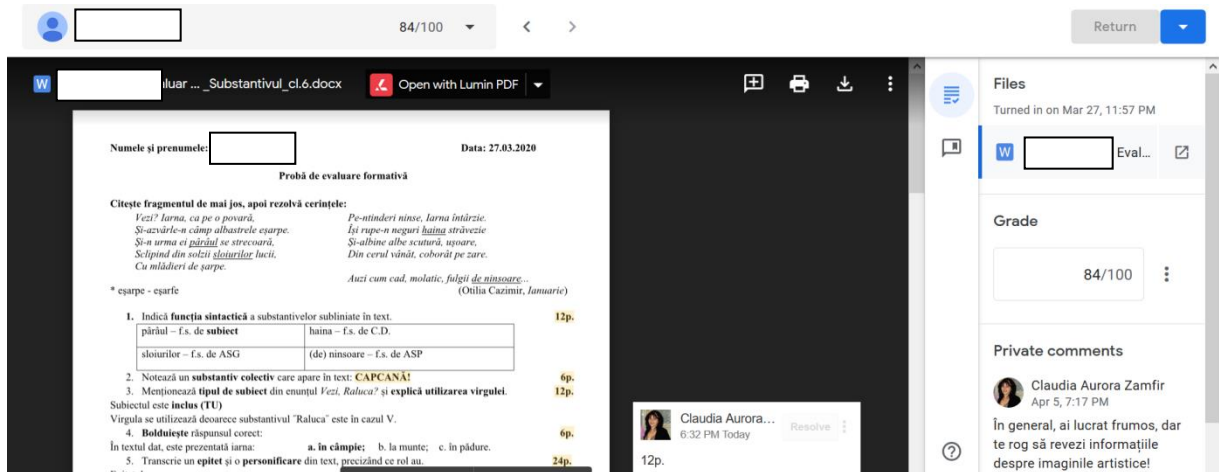 84/100
Return
W
luar ... _Substantivul_cl.6.docx
Open with Lumin PDF
Numele și prenumele:
Data: 27.03.2020
Probă de evaluare formativă
Citește fragmentul de mai jos, apoi rezolvă cerințele:
Vezi? Iarna, ca pe o povară,
Și-azvârle-n câmp albastrele eșarpe.
Și-n urma ei pârâul se strecoară,
Sclipind din solzii sloiurilor lucii,
Cu mlădieri de șarpe.
Pe-ntinderi ninse, Iarna întârzie.
Își rupe-n neguri haina străvezie
Și-albine albe scutură, ușoare,
Din cerul vânăt, coborât pe zare.
Auzi cum cad, molatic, fulgii de ninsoare...
* eșarpe - eșarfe
(Otilia Cazimir, Ianuarie)
1. Indică funcția sintactică a substantivelor subliniate în text. 12p.
pârâul – f.s. de subiect
haina – f.s. de C.D.
sloiurilor – f.s. de ASG
(de) ninsoare – f.s. de ASP
2. Notează un substantiv colectiv care apare în text: CAPCANĂ! 6p.
3. Menționează tipul de subiect din enunțul Vezi, Raluca? și explică utilizarea virgulei. 12p.
Subiectul este inclus (TU)
Virgula se utilizează deoarece substantivul ˝Raluca˝ este în cazul V.
4. Bolduiește răspunsul corect: 6p.
În textul dat, este prezentată iarna: a. în câmpie; b. la munte; c. în pădure.
5. Transcrie un epitet și o personificare din text, precizând ce rol au. 24p.
Claudia Aurora...
6:32 PM Today
Resolve
12p.
Files
Turned in on Mar 27, 11:57 PM
W
Eval...
Grade
84/100
Private comments
Claudia Aurora Zamfir
Apr 5, 7:17 PM
În general, ai lucrat frumos, dar
te rog să revezi informațiile
despre imaginile artistice!